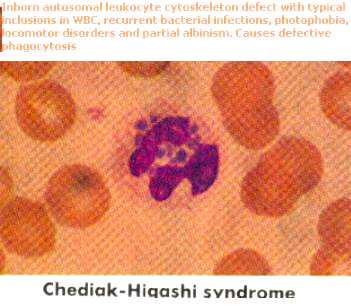 inborn autosomal leukocyte cytoskeleton defect with typical
inclusions in WBC, recurrent bacterial infections, photophobia,
locomotor disorders and partial albinism. Causes defective
phagocytosis
Chediak-Higashi syndrome